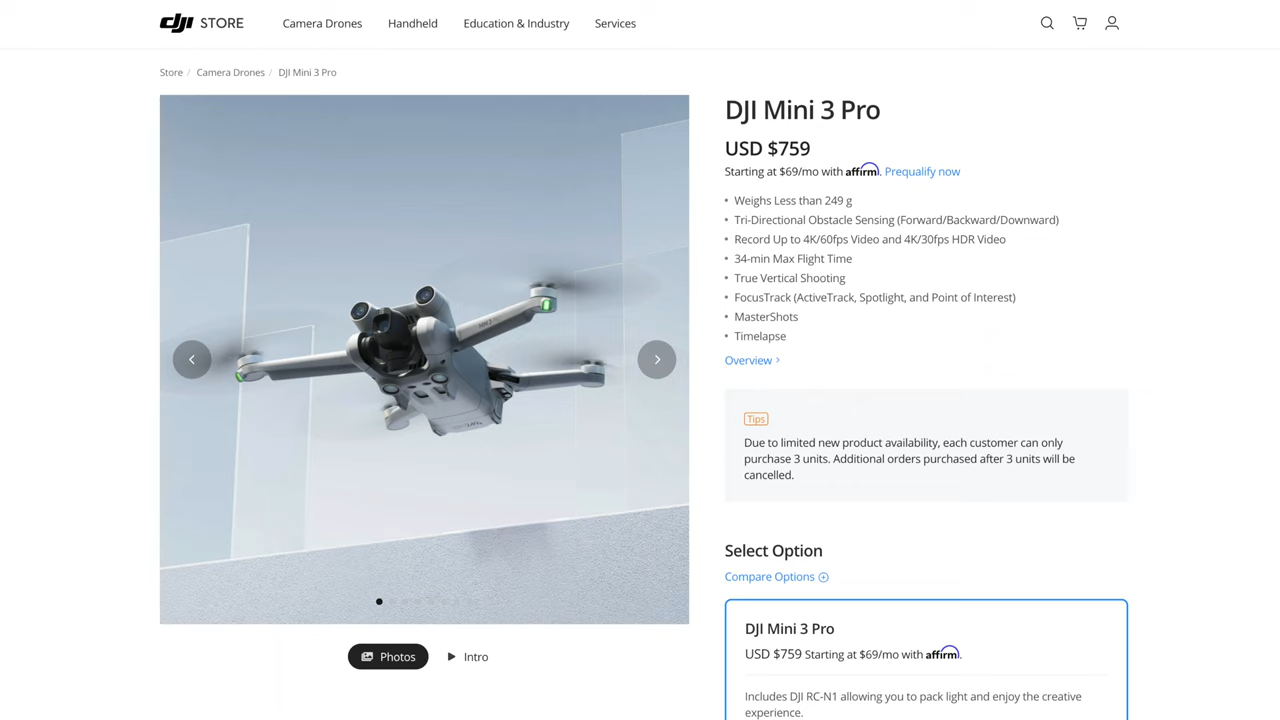 dji STORE
Camera Drones
Handheld
Education & Industry
Services
Store / Camera Drones / DJI Mini 3 Pro
DJI Mini 3 Pro
USD $759
Starting at $69/mo with affirm. Prequalify now
• Weighs Less than 249 g
• Tri-Directional Obstacle Sensing (Forward/Backward/Downward)
• Record Up to 4K/60fps Video and 4K/30fps HDR Video
• 34-min Max Flight Time
• True Vertical Shooting
• FocusTrack (ActiveTrack, Spotlight, and Point of Interest)
• MasterShots
• Timelapse
Overview >
Tips
Due to limited new product availability, each customer can only
purchase 3 units. Additional orders purchased after 3 units will be
cancelled.
Select Option
Compare Options
DJI Mini 3 Pro
USD $759 Starting at $69/mo with affirm.
Includes DJI RC-N1 allowing you to pack light and enjoy the creative
experience.
Photos
Intro